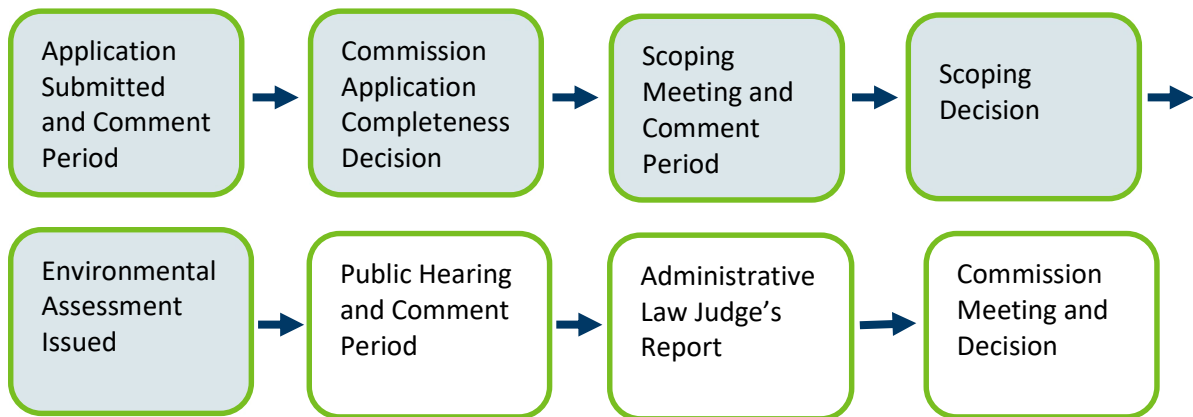 Application
Submitted
and Comment
Period
Commission
Application
Completeness
Decision
Scoping
Meeting and
Comment
Period
Scoping
Decision
Environmental
Assessment
Issued
Public Hearing
and Comment
Period
Administrative
Law Judge’s
Report
Commission
Meeting and
Decision